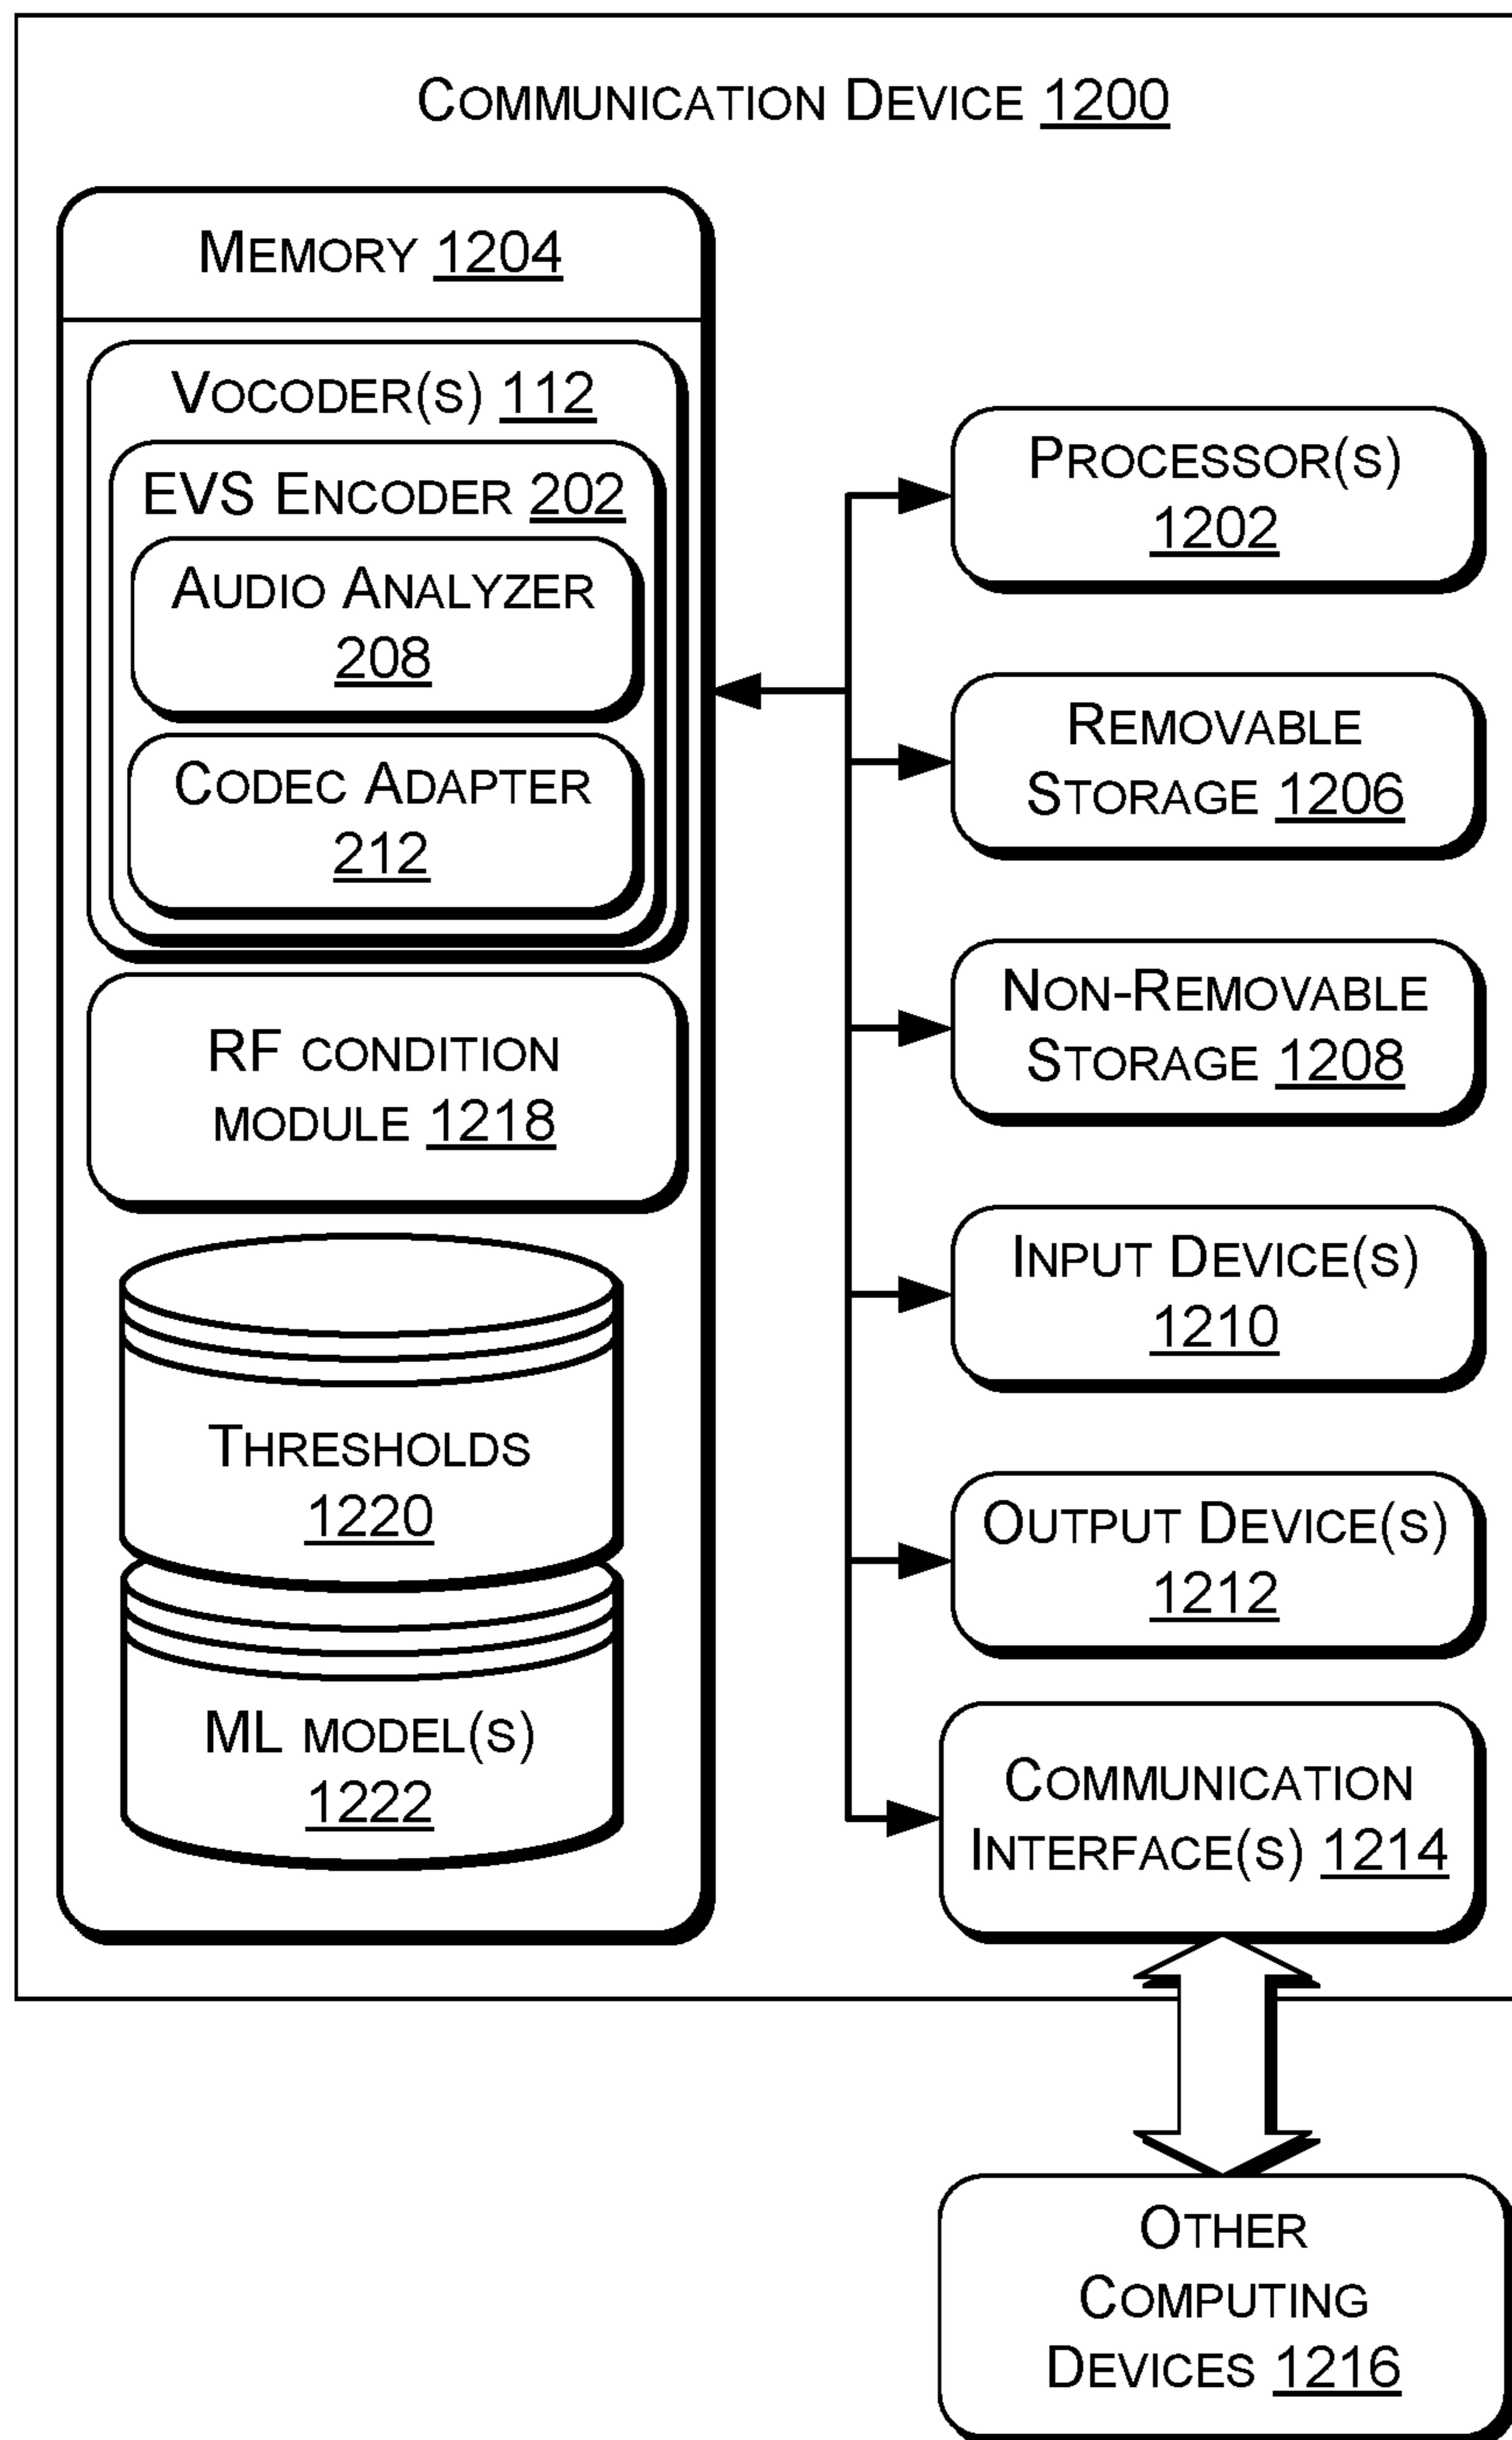 COMMUNICATION DEVICE 1200
MEMORY 1204
VOCODER(S) 112
EVS ENCODER 202
AUDIO ANALYZER
208
CODEC ADAPTER
212
RF CONDITION
MODULE 1218
THRESHOLDS
1220
ML MODEL(S)
1222
PROCESSOR(S)
1202
REMOVABLE
STORAGE 1206
NON-REMOVABLE
STORAGE 1208
INPUT DEVICE(S)
1210
OUTPUT DEVICE(S)
1212
COMMUNICATION
INTERFACE(S) 1214
OTHER
COMPUTING
DEVICES 1216